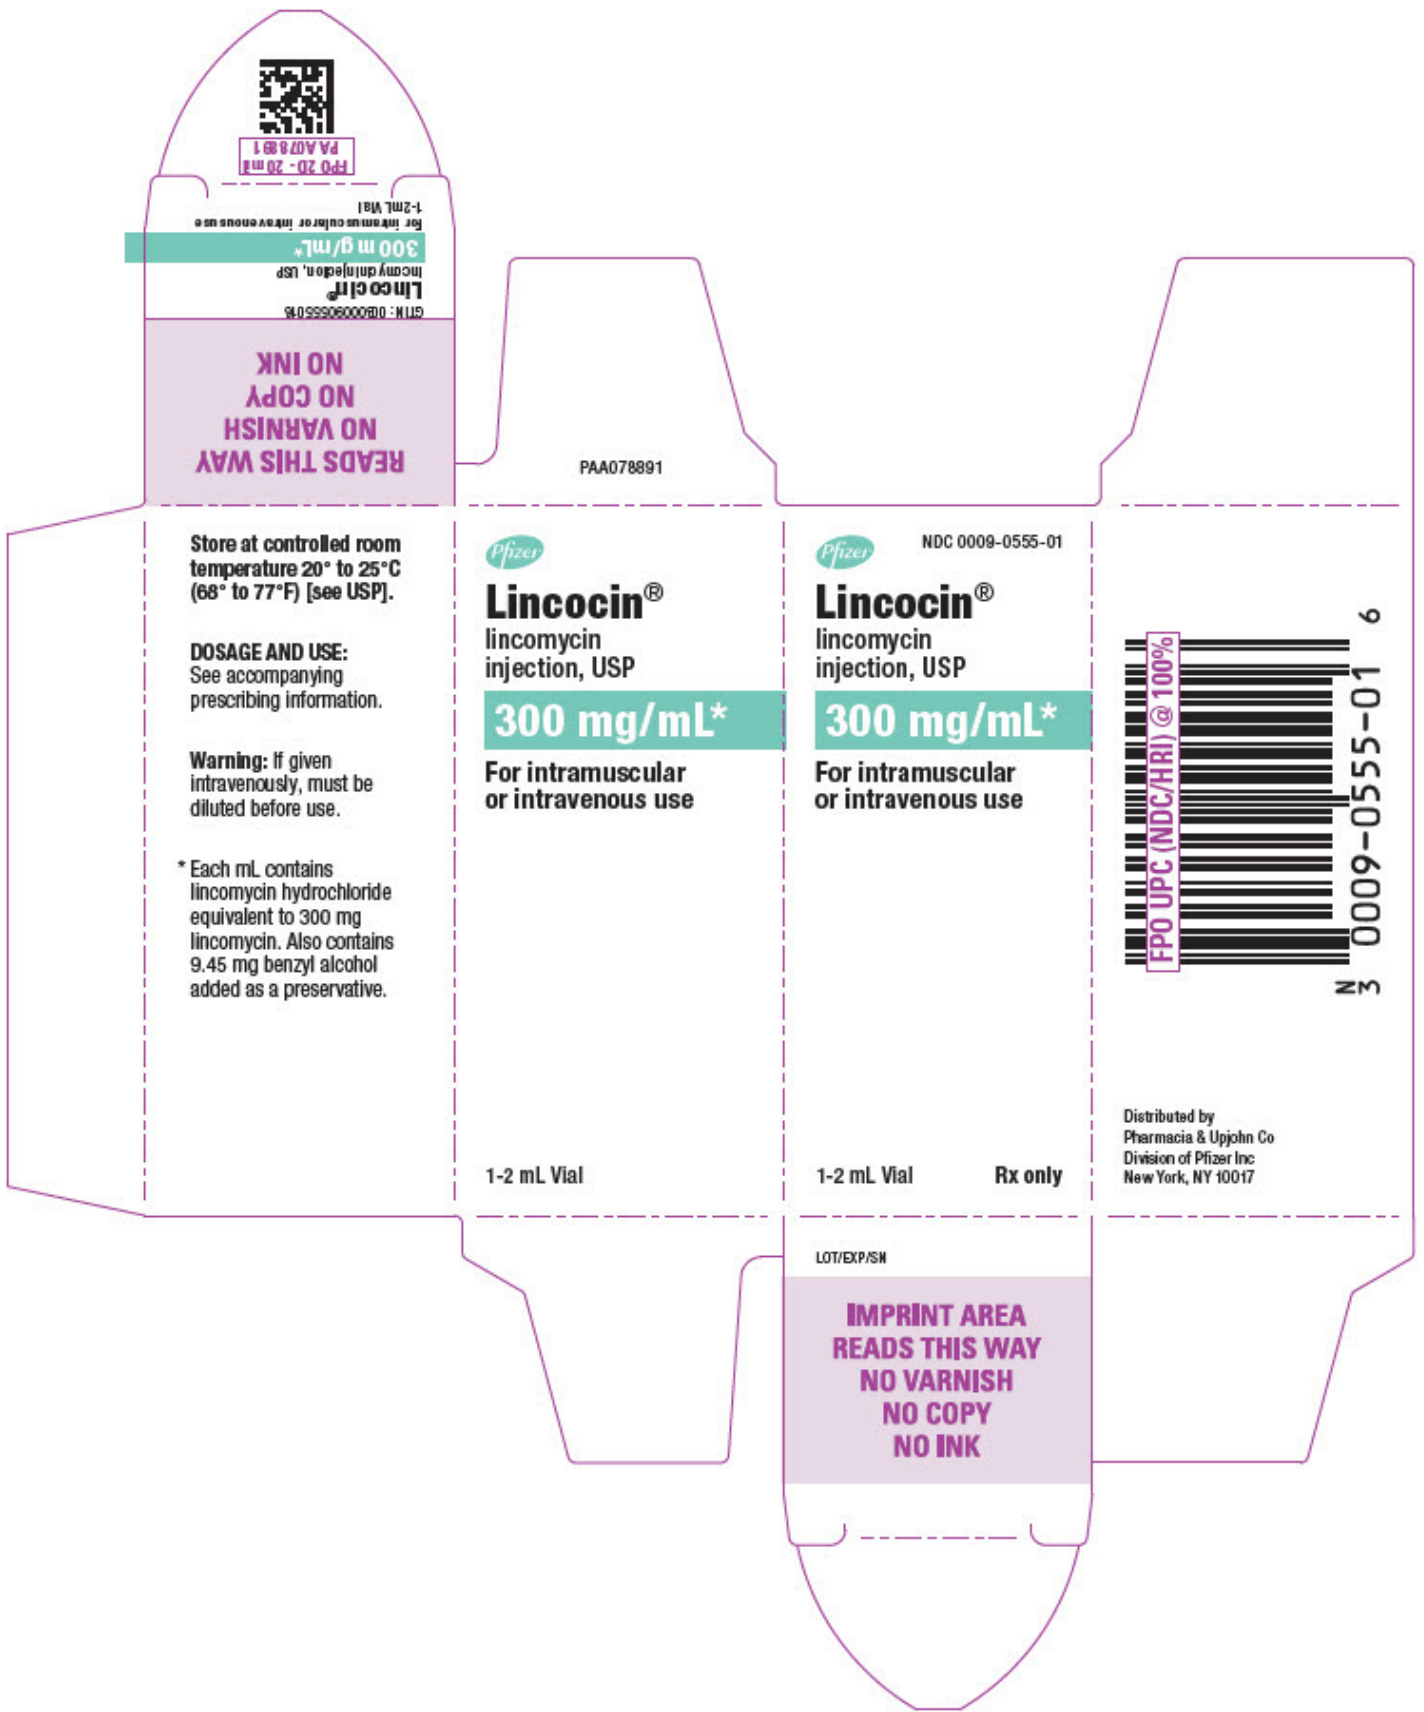 FPO 2D - 20 mil
PAA078891
1-2mL Vial
For intramuscular or intravenous use
300 mg/mL*
lincomycin injection, USP
Lincocin®
READS THIS WAY
NO VARNISH
NO COPY
NO INK
PAA078891
Store at controlled room
temperature 20° to 25°C
(68° to 77°F) [see USP].
DOSAGE AND USE:
See accompanying
prescribing information.
Warning: If given
intravenously, must be
diluted before use.
* Each mL contains
lincomycin hydrochloride
equivalent to 300 mg
lincomycin. Also contains
9.45 mg benzyl alcohol
added as a preservative.
Pfizer
Lincocin®
lincomycin
injection, USP
300 mg/mL*
For intramuscular
or intravenous use
1-2 mL Vial
Pfizer
NDC 0009-0555-01
Lincocin®
lincomycin
injection, USP
300 mg/mL*
For intramuscular
or intravenous use
1-2 mL Vial
Rx only
FPO UPC (NDC/HRI) @ 100%
N
3 0009-0555-01 6
Distributed by
Pharmacia & Upjohn Co
Division of Pfizer Inc
New York, NY 10017
LOT/EXP/SN
IMPRINT AREA
READS THIS WAY
NO VARNISH
NO COPY
NO INK